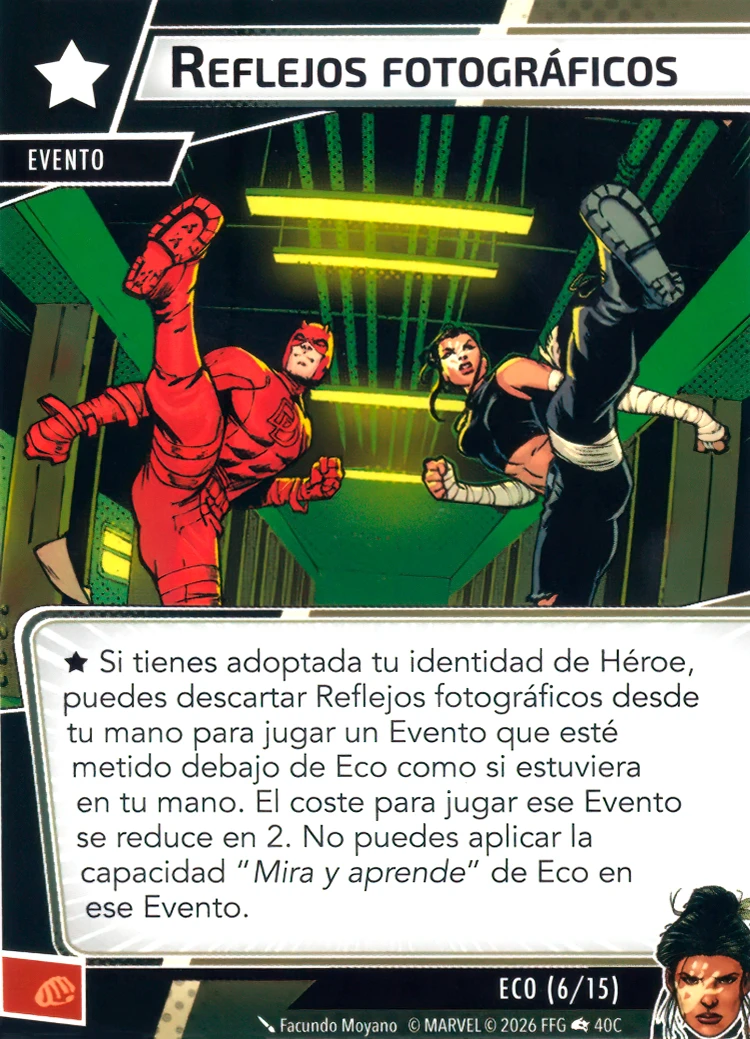 REFLEJOS FOTOGRÁFICOS
EVENTO
★ Si tienes adoptada tu identidad de Héroe,
puedes descartar Reflejos fotográficos desde
tu mano para jugar un Evento que esté
metido debajo de Eco como si estuviera
en tu mano. El coste para jugar ese Evento
se reduce en 2. No puedes aplicar la
capacidad "Mira y aprende" de Eco en
ese Evento.
ECO (6/15)
Facundo Moyano © MARVEL © 2026 FFG 40C